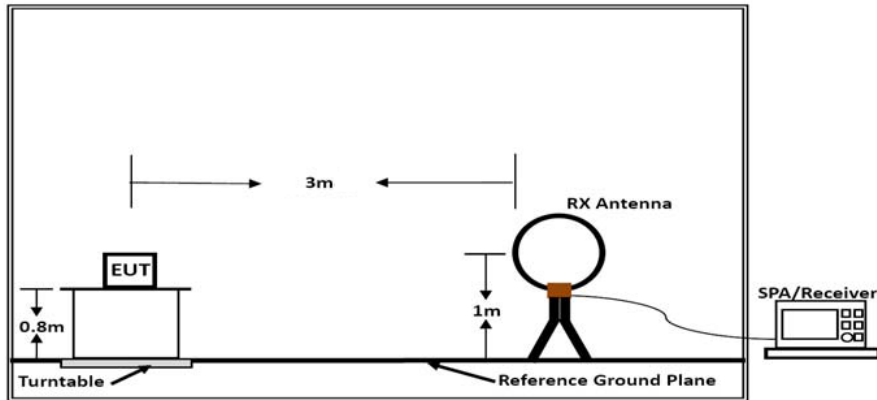 3m
RX Antenna
EUT
SPA/Receiver
0.8m
1m
Turntable
Reference Ground Plane